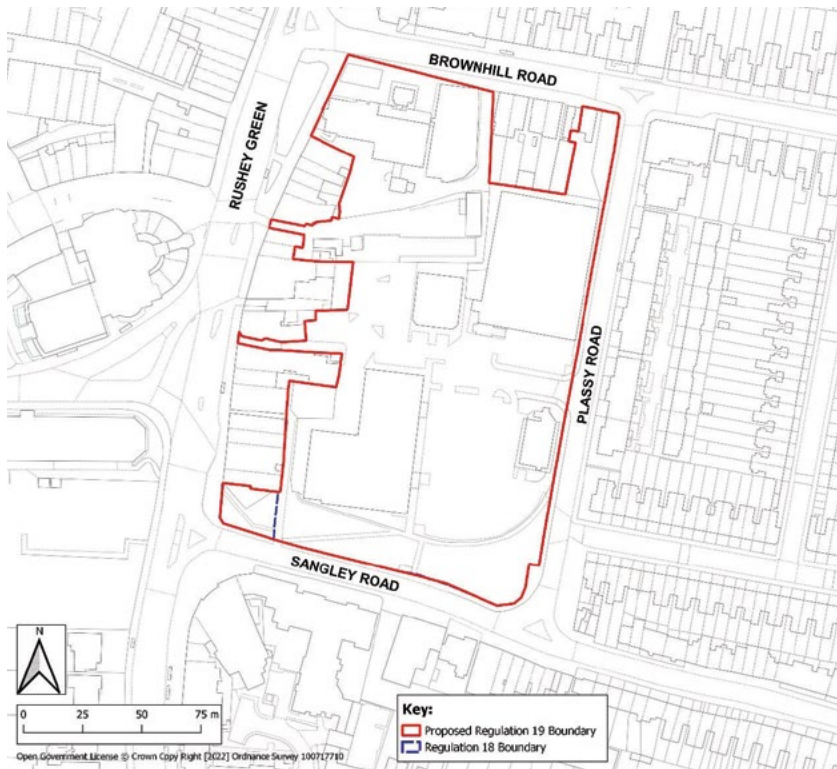 BROWNHILL ROAD
RUSHEY GREEN
PLASSY ROAD
SANGLEY ROAD
N
0 25 50 75 m
Key:
Proposed Regulation 19 Boundary
Regulation 18 Boundary
Open Government License © Crown Copy Right [2022] Ordnance Survey 100717710